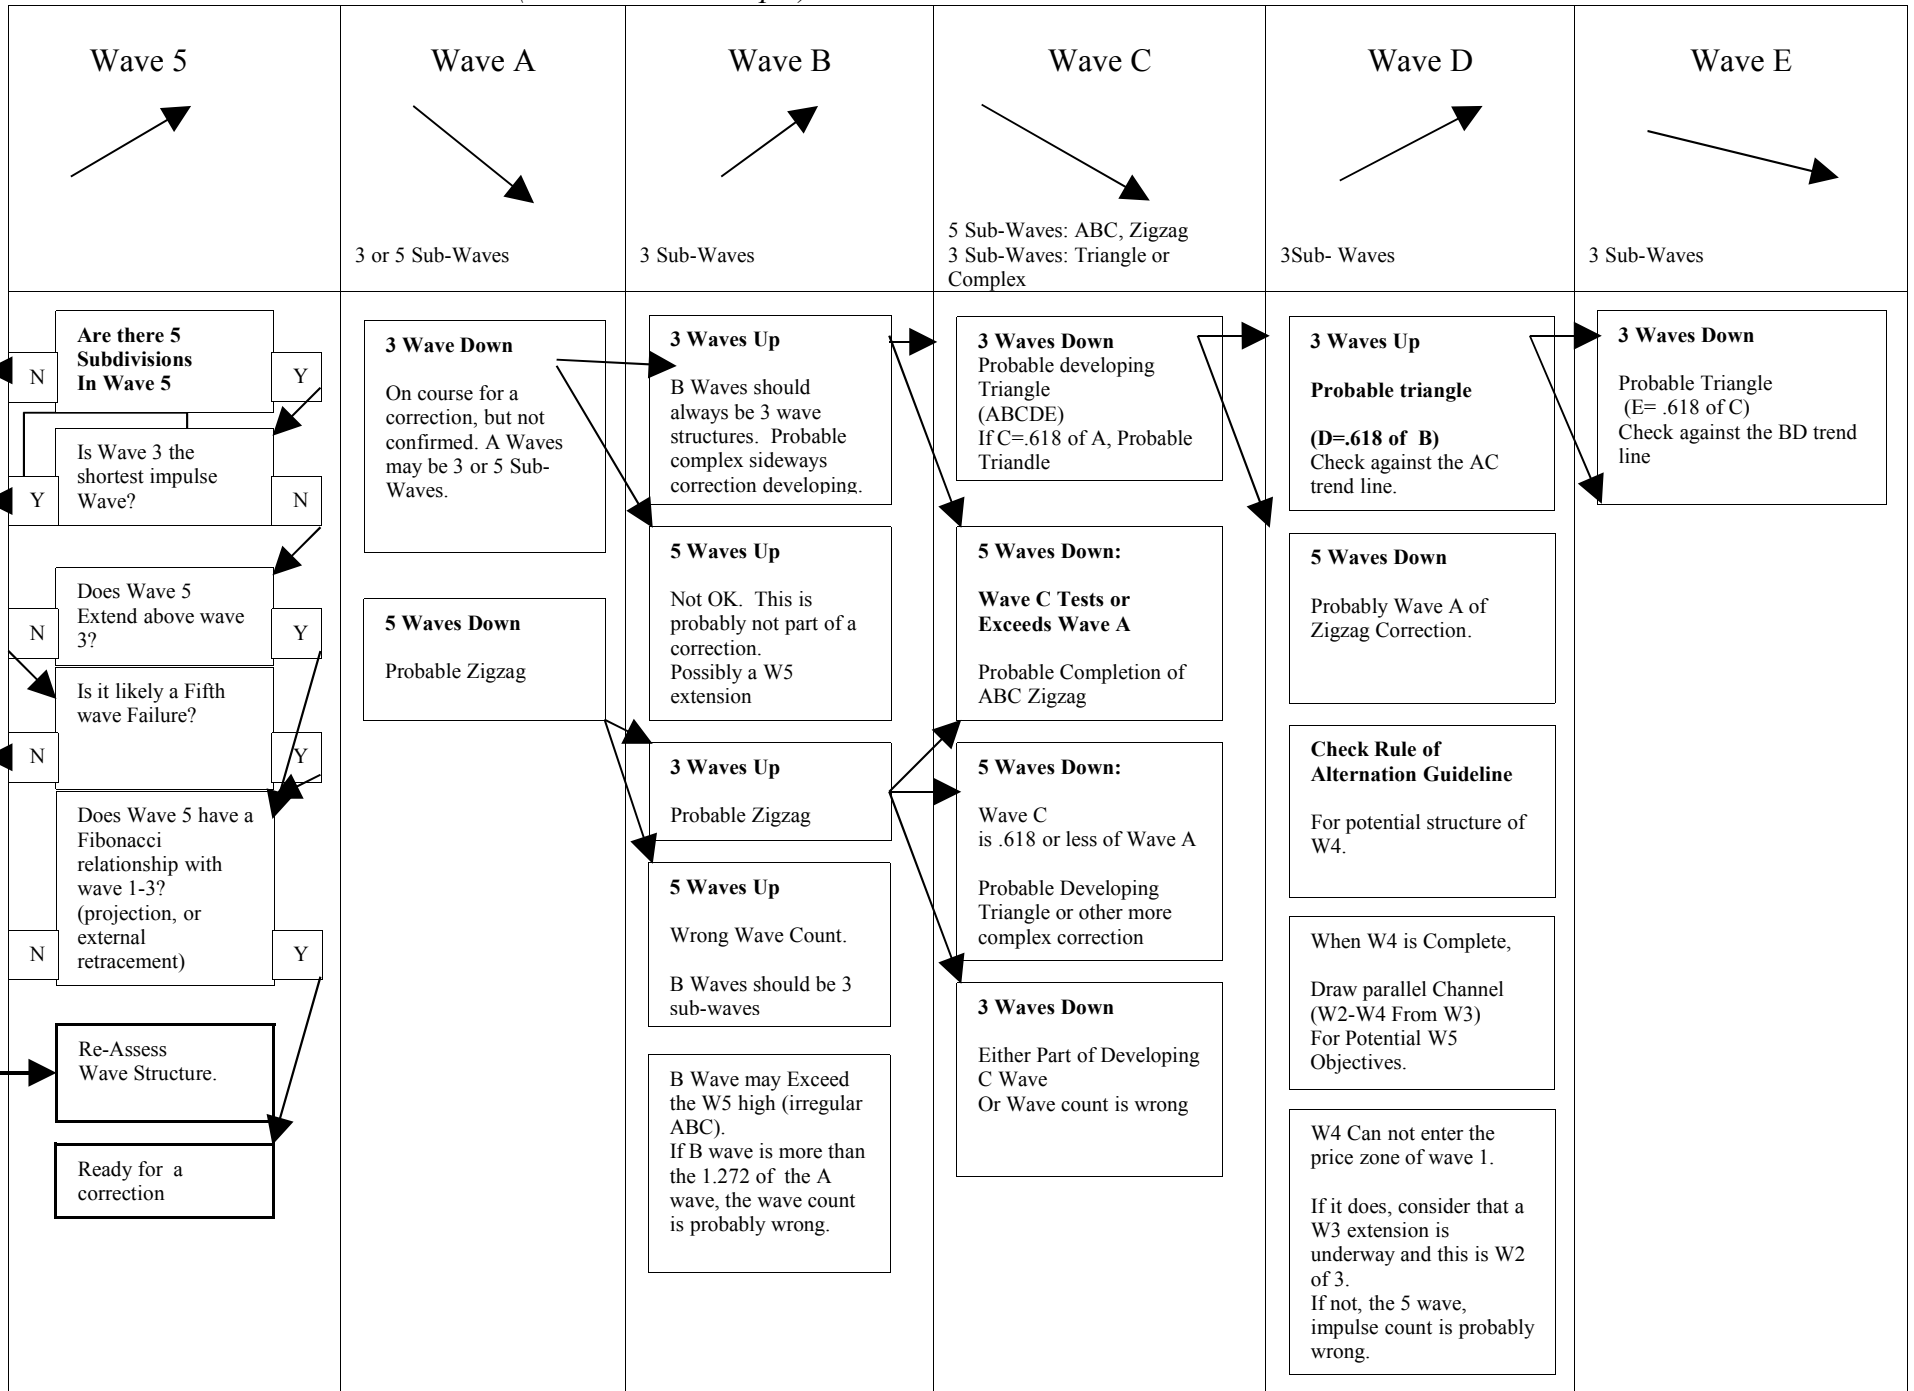 Wave 5
Wave A
Wave B
Wave C
Wave D
Wave E
3 or 5 Sub-Waves
3 Sub-Waves
5 Sub-Waves: ABC, Zigzag
3 Sub-Waves: Triangle or
Complex
3Sub- Waves
3 Sub-Waves
Are there 5
Subdivisions
In Wave 5
N
Y
Is Wave 3 the
shortest impulse
Wave?
Y
N
Does Wave 5
Extend above wave
3?
N
Y
Is it likely a Fifth
wave Failure?
N
Y
Does Wave 5 have a
Fibonacci
relationship with
wave 1-3?
(projection, or
external
retracement)
N
Y
Re-Assess
Wave Structure.
Ready for a
correction
3 Wave Down
On course for a
correction, but not
confirmed. A Waves
may be 3 or 5 Sub-
Waves.
5 Waves Down
Probable Zigzag
3 Waves Up
B Waves should
always be 3 wave
structures. Probable
complex sideways
correction developing.
5 Waves Up
Not OK. This is
probably not part of a
correction.
Possibly a W5
extension
3 Waves Up
Probable Zigzag
5 Waves Up
Wrong Wave Count.
B Waves should be 3
sub-waves
B Wave may Exceed
the W5 high (irregular
ABC).
If B wave is more than
the 1.272 of the A
wave, the wave count
is probably wrong.
3 Waves Down
Probable developing
Triangle
(ABCDE)
If C=.618 of A, Probable
Triandle
5 Waves Down:
Wave C Tests or
Exceeds Wave A
Probable Completion of
ABC Zigzag
5 Waves Down:
Wave C
is .618 or less of Wave A
Probable Developing
Triangle or other more
complex correction
3 Waves Down
Either Part of Developing
C Wave
Or Wave count is wrong
3 Waves Up
Probable triangle
(D=.618 of B)
Check against the AC
trend line.
5 Waves Down
Probably Wave A of
Zigzag Correction.
Check Rule of
Alternation Guideline
For potential structure of
W4.
When W4 is Complete,
Draw parallel Channel
(W2-W4 From W3)
For Potential W5
Objectives.
W4 Can not enter the
price zone of wave 1.
If it does, consider that a
W3 extension is
underway and this is W2
of 3.
If not, the 5 wave,
impulse count is probably
wrong.
3 Waves Down
Probable Triangle
(E= .618 of C)
Check against the BD trend
line